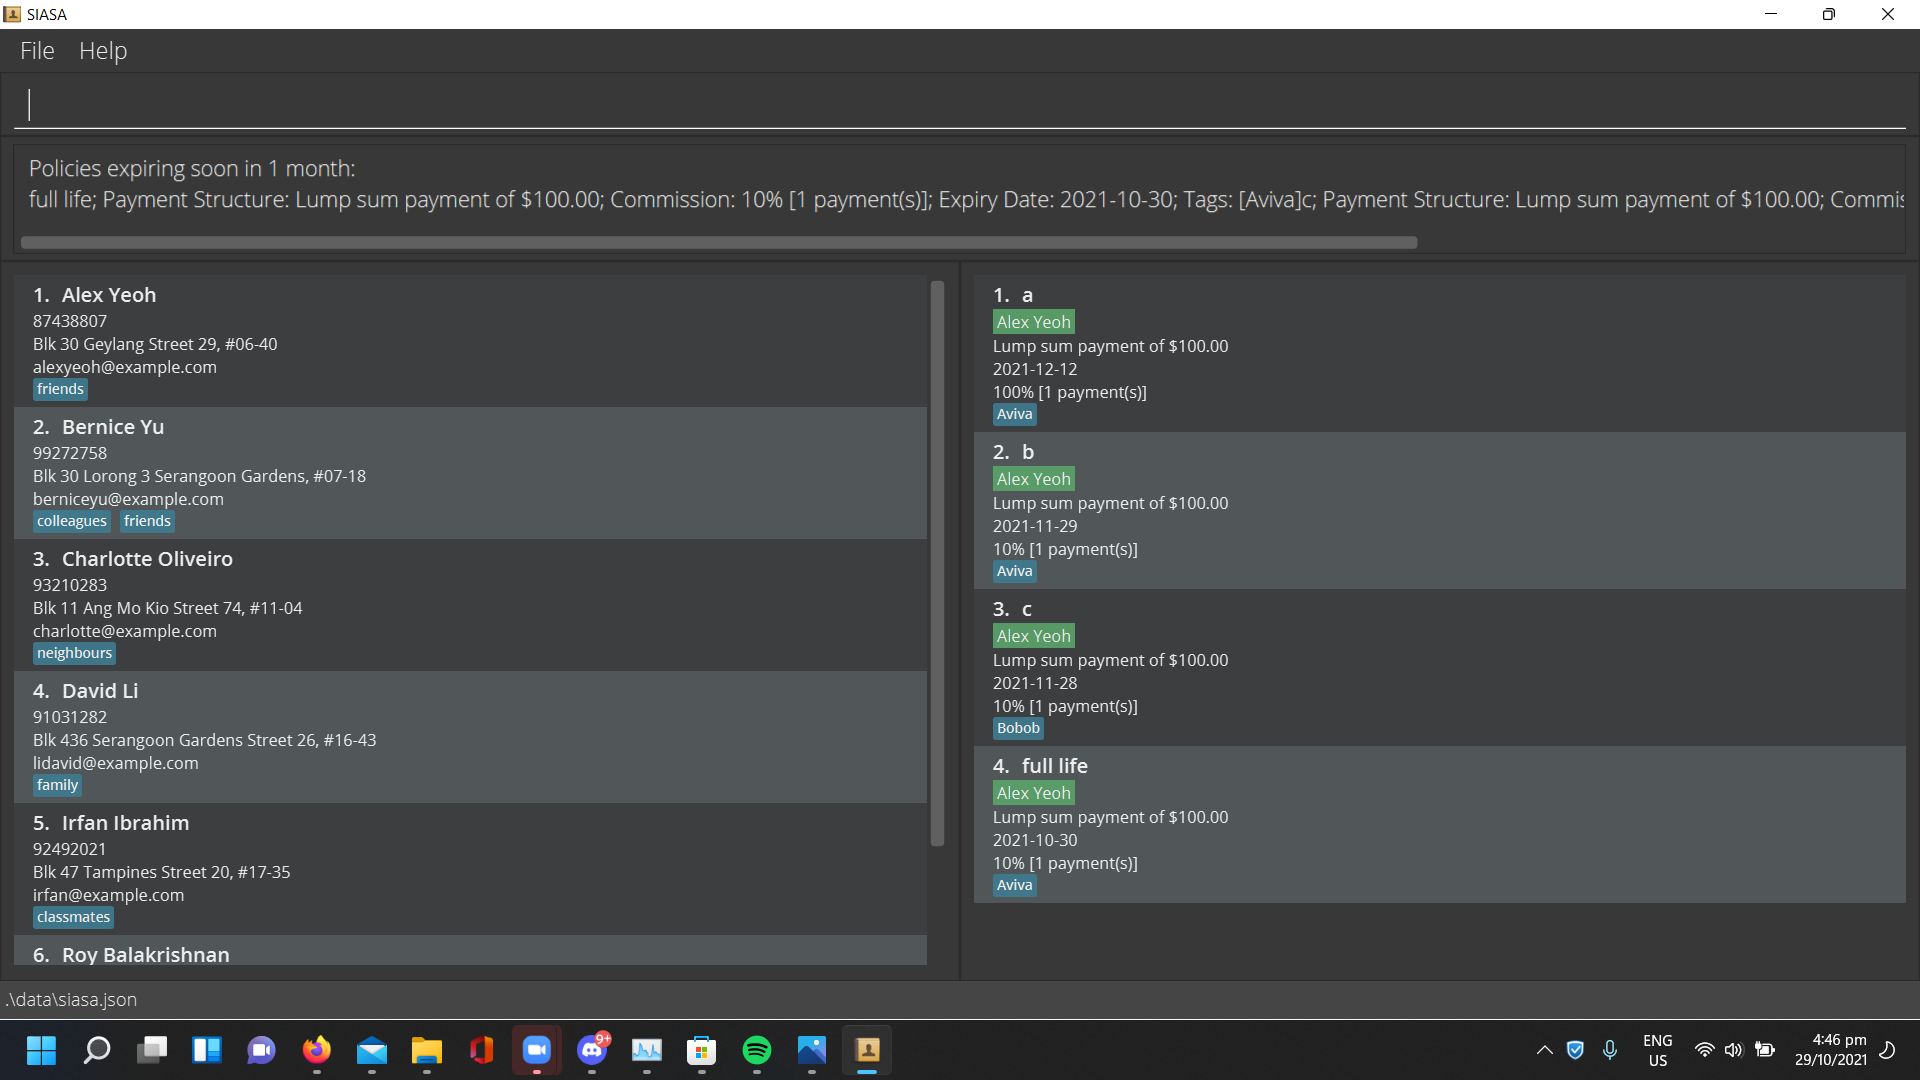 SIASA
File Help
Policies expiring soon in 1 month:
full life; Payment Structure: Lump sum payment of $100.00; Commission: 10% [1 payment(s)]; Expiry Date: 2021-10-30; Tags: [Aviva]c; Payment Structure: Lump sum payment of $100.00; Commis
1. Alex Yeoh
87438807
Blk 30 Geylang Street 29, #06-40
alexyeoh@example.com
friends
2. Bernice Yu
99272758
Blk 30 Lorong 3 Serangoon Gardens, #07-18
berniceyu@example.com
colleagues friends
3. Charlotte Oliveiro
93210283
Blk 11 Ang Mo Kio Street 74, #11-04
charlotte@example.com
neighbours
4. David Li
91031282
Blk 436 Serangoon Gardens Street 26, #16-43
lidavid@example.com
family
5. Irfan Ibrahim
92492021
Blk 47 Tampines Street 20, #17-35
irfan@example.com
classmates
6. Roy Balakrishnan
1. a
Alex Yeoh
Lump sum payment of $100.00
2021-12-12
100% [1 payment(s)]
Aviva
2. b
Alex Yeoh
Lump sum payment of $100.00
2021-11-29
10% [1 payment(s)]
Aviva
3. c
Alex Yeoh
Lump sum payment of $100.00
2021-11-28
10% [1 payment(s)]
Bobob
4. full life
Alex Yeoh
Lump sum payment of $100.00
2021-10-30
10% [1 payment(s)]
Aviva
.\data\siasa.json
9+
ENG
US
4:46 pm
29/10/2021